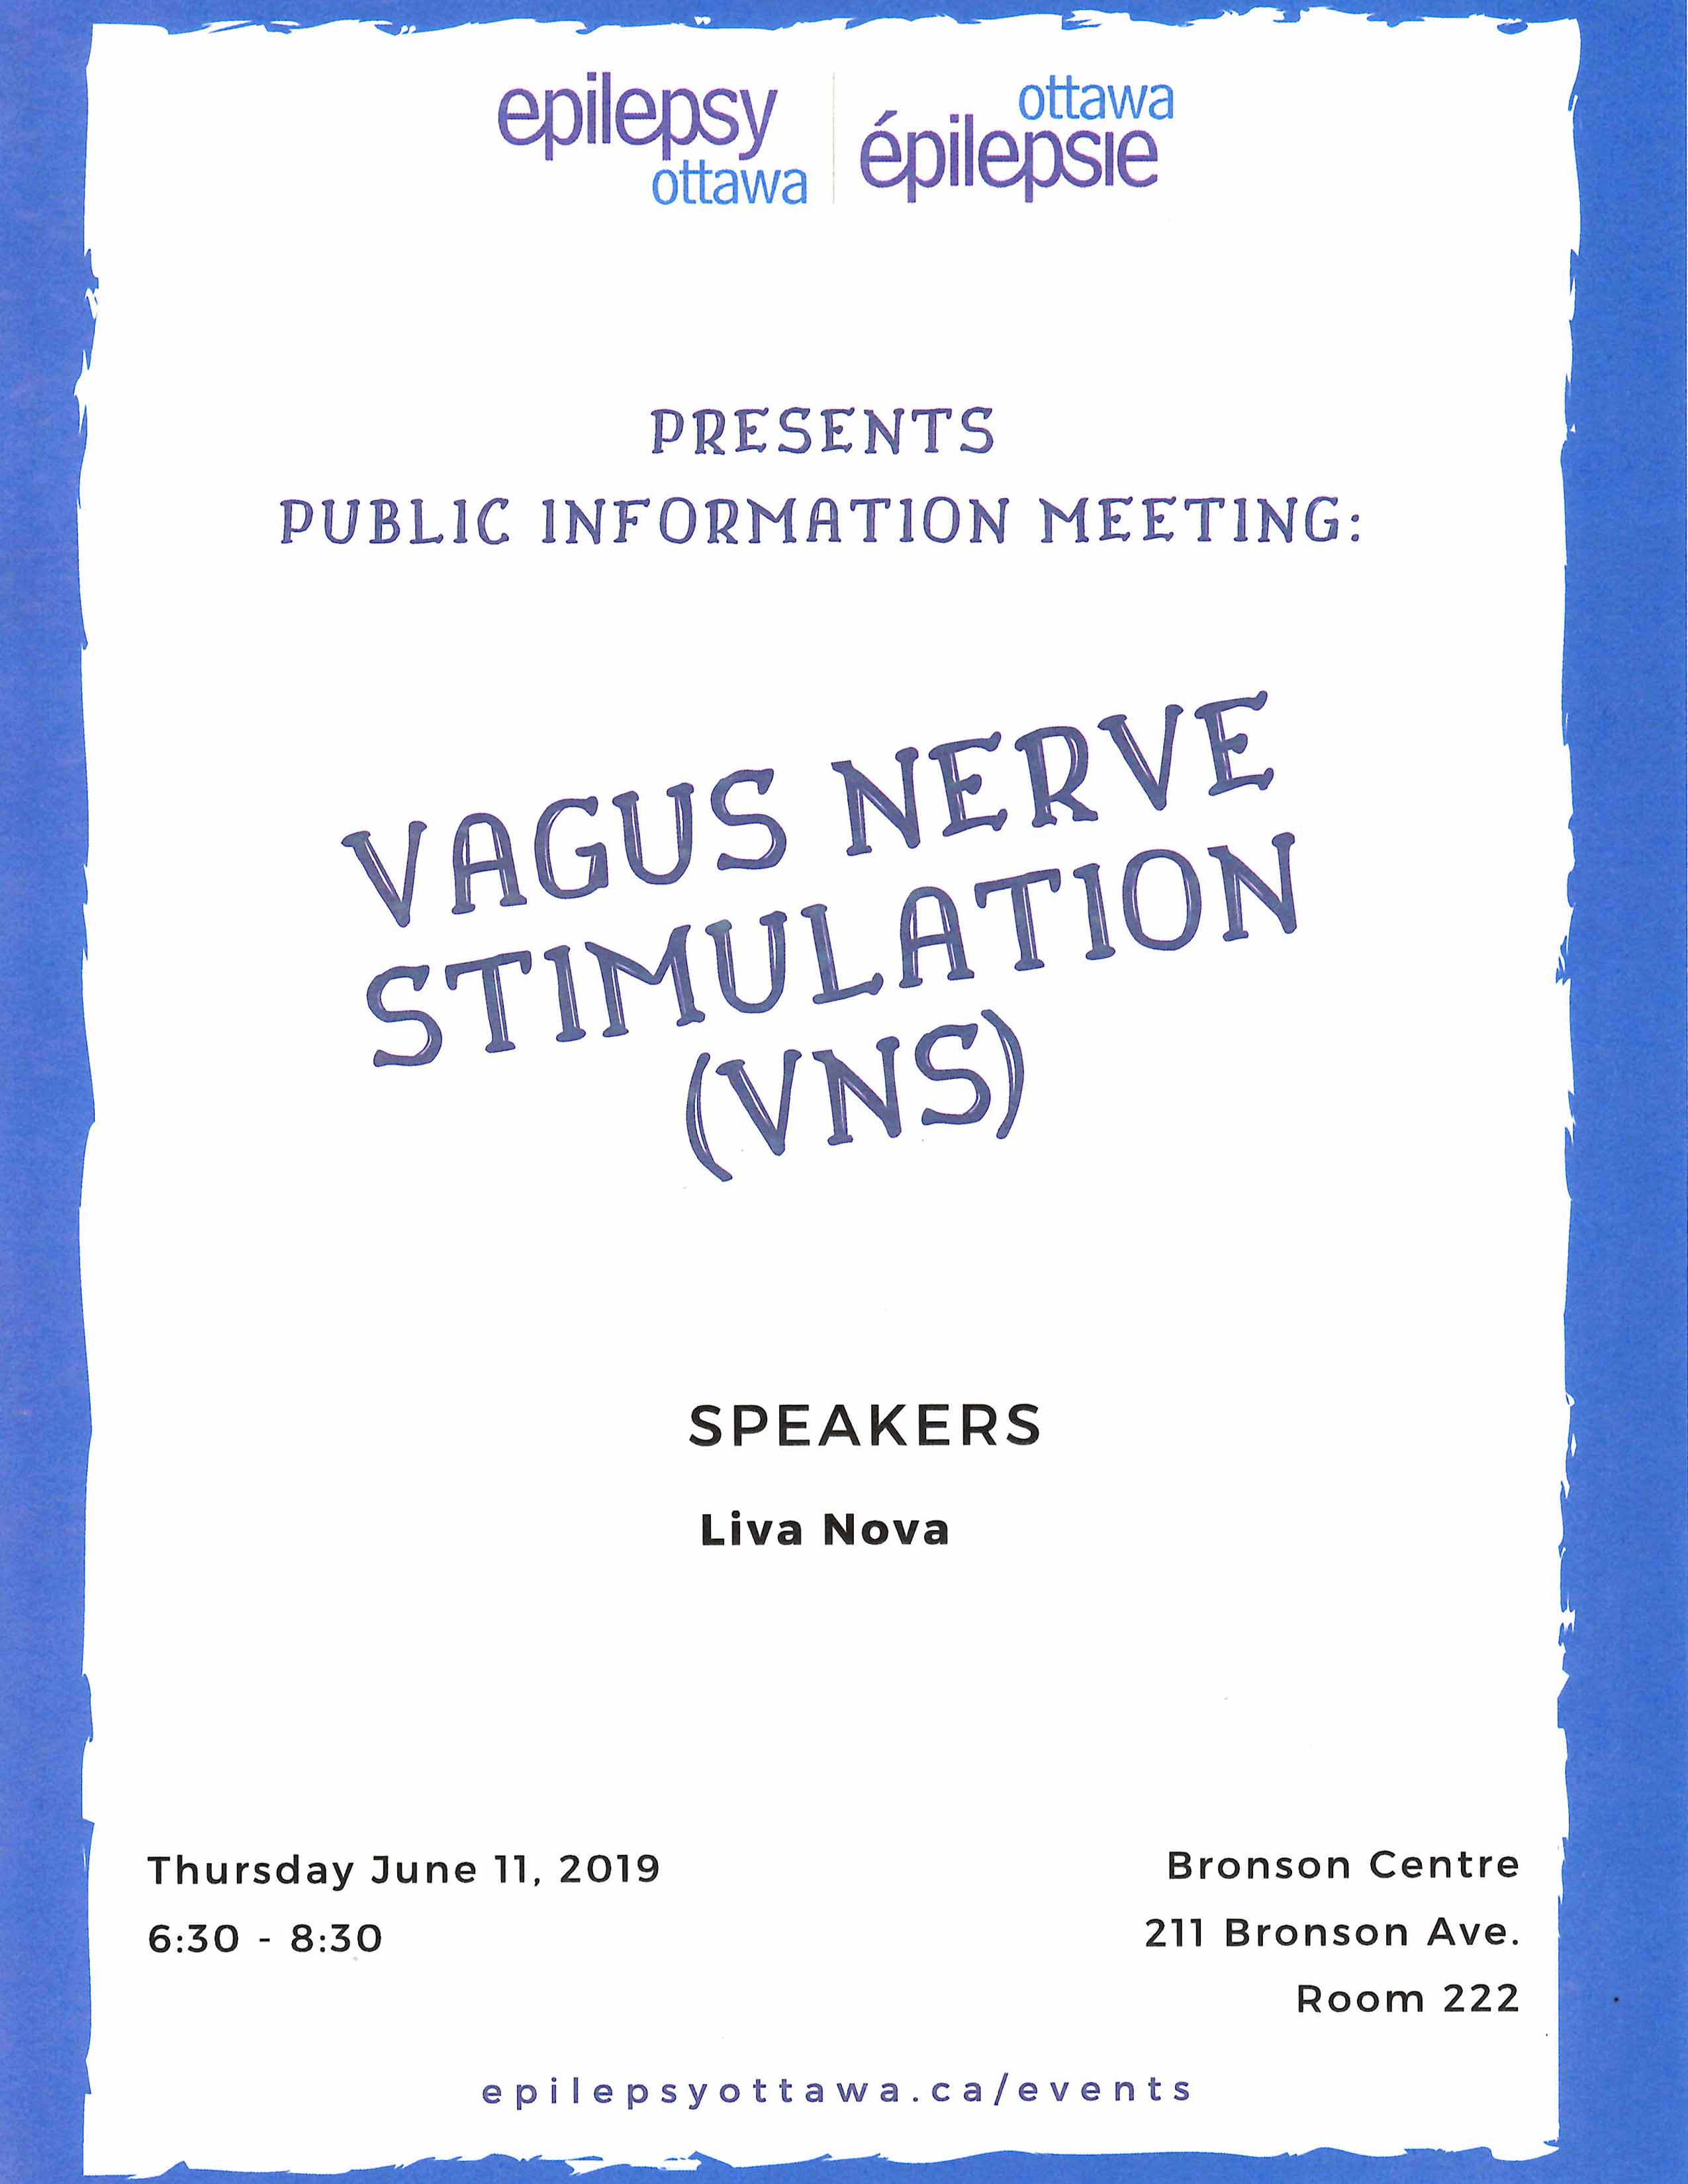 epilepsy
ottawa
ottawa
épilepsie
PRESENTS
PUBLIC INFORMATION MEETING:
VAGUS NERVE
STIMULATION
(VNS)
SPEAKERS
Liva Nova
Thursday June 11, 2019
6:30 - 8:30
Bronson Centre
211 Bronson Ave.
Room 222
epilepsyottawa.ca/events